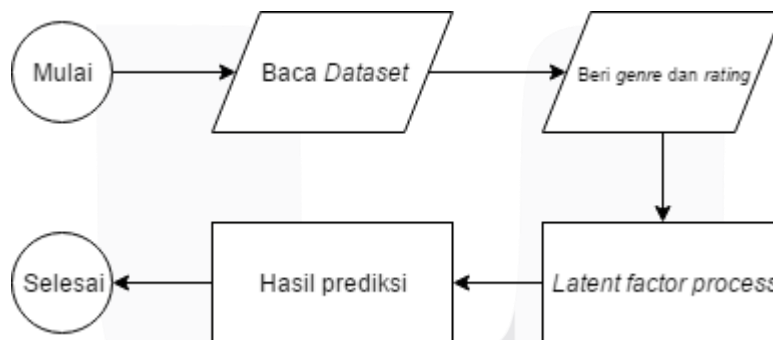 Mulai
Baca Dataset
Beri genre dan rating
Selesai
Hasil prediksi
Latent factor process